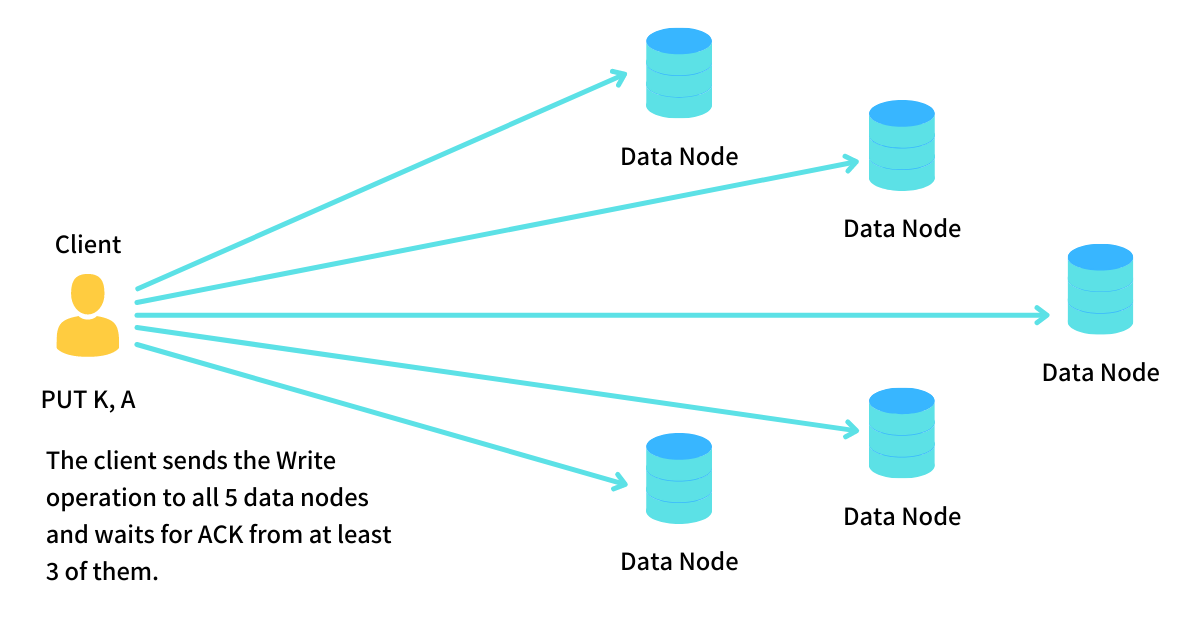 Data Node
Data Node
Client
Data Node
PUT K, A
The client sends the Write
operation to all 5 data nodes
and waits for ACK from at least
3 of them.
Data Node
Data Node